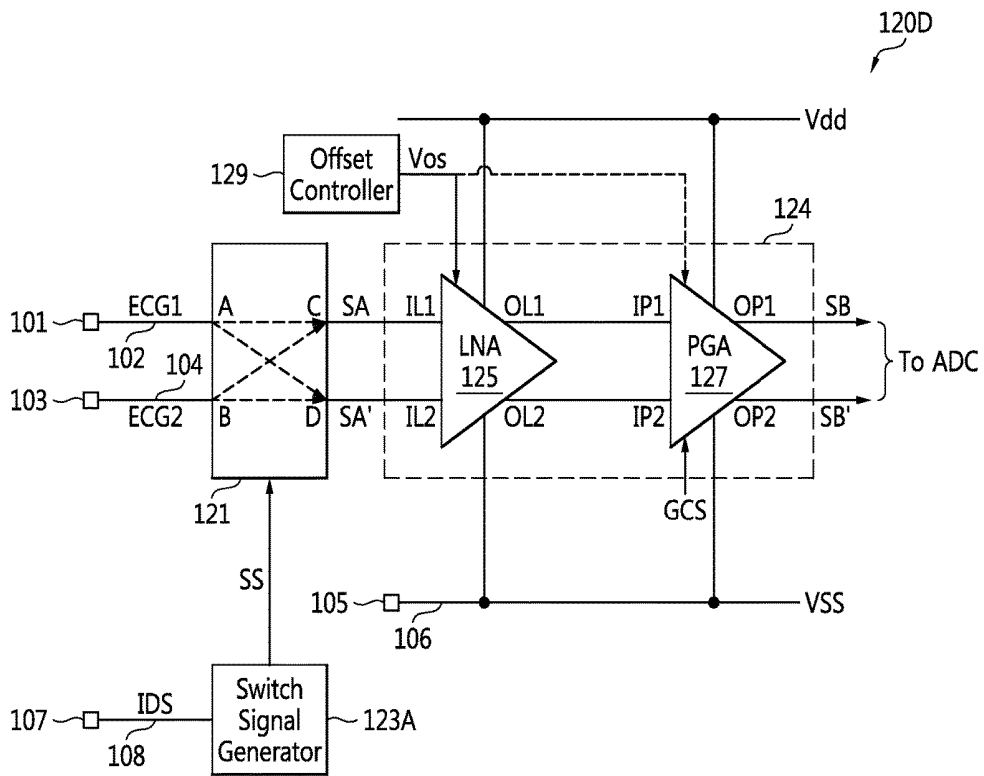 120D
Vdd
129
Offset
Controller
Vos
124
101
ECG1
102
A
C
SA
IL1
OL1
IP1
OP1
SB
LNA
125
PGA
127
To ADC
103
104
ECG2
B
D
SA'
IL2
OL2
IP2
OP2
SB'
121
GCS
SS
105
106
VSS
107
IDS
108
Switch
Signal
Generator
123A